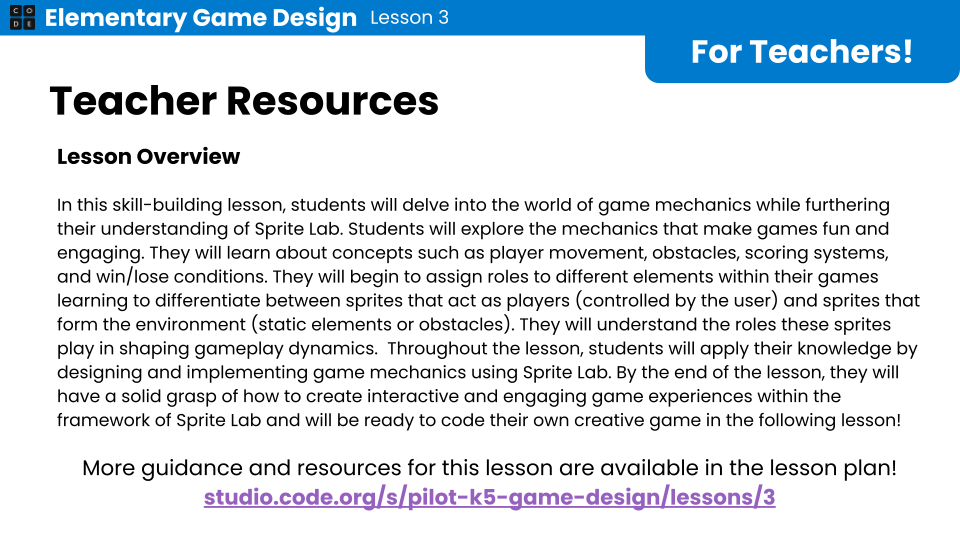 CODE
Elementary Game Design Lesson 3
For Teachers!
Teacher Resources
Lesson Overview
In this skill-building lesson, students will delve into the world of game mechanics while furthering
their understanding of Sprite Lab. Students will explore the mechanics that make games fun and
engaging. They will learn about concepts such as player movement, obstacles, scoring systems,
and win/lose conditions. They will begin to assign roles to different elements within their games
learning to differentiate between sprites that act as players (controlled by the user) and sprites that
form the environment (static elements or obstacles). They will understand the roles these sprites
play in shaping gameplay dynamics.  Throughout the lesson, students will apply their knowledge by
designing and implementing game mechanics using Sprite Lab. By the end of the lesson, they will
have a solid grasp of how to create interactive and engaging game experiences within the
framework of Sprite Lab and will be ready to code their own creative game in the following lesson!
More guidance and resources for this lesson are available in the lesson plan!
studio.code.org/s/pilot-k5-game-design/lessons/3